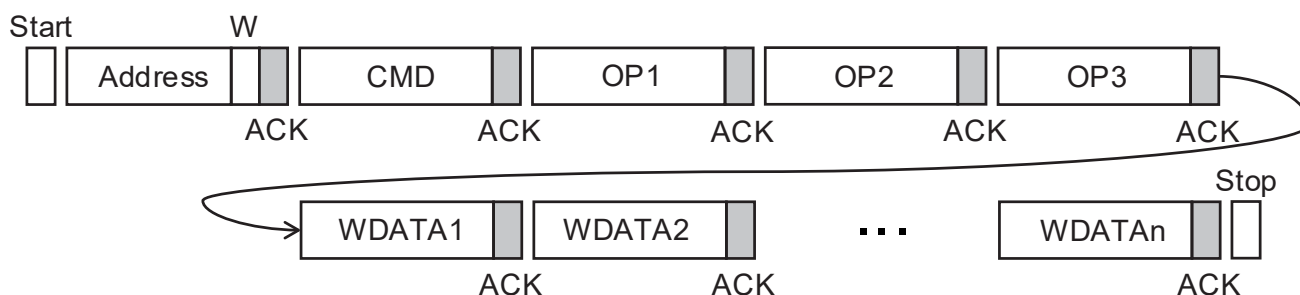 Start W
Address CMD OP1 OP2 OP3
ACK ACK ACK ACK ACK
Stop
WDATA1 WDATA2 ... WDATAn
ACK ACK ACK